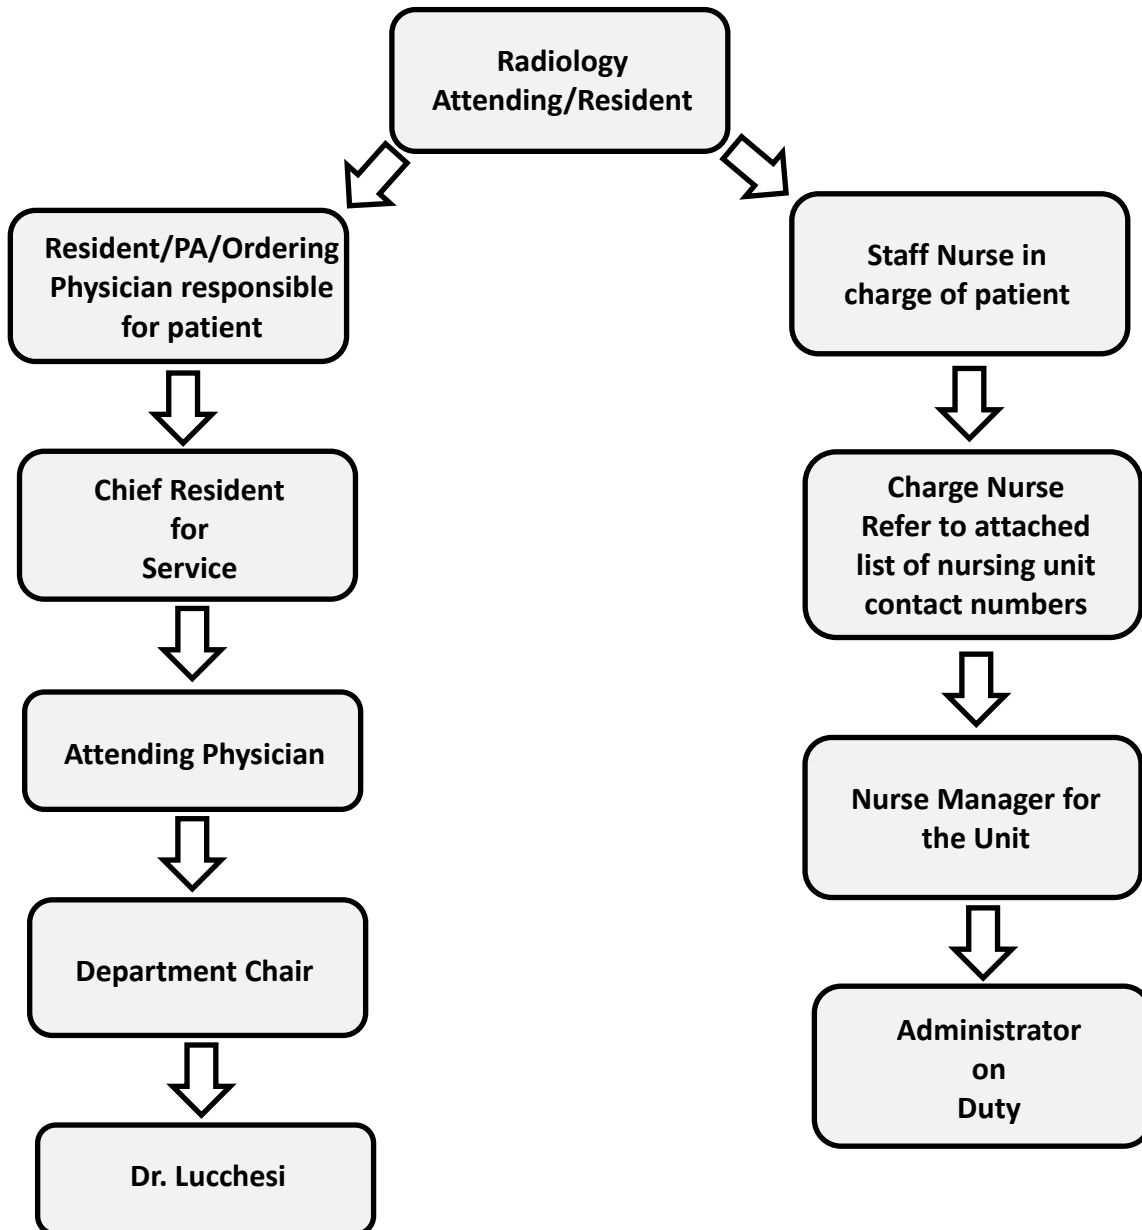 Radiology
Attending/Resident
Resident/PA/Ordering
Physician responsible
for patient
Chief Resident
for
Service
Attending Physician
Department Chair
Dr. Lucchesi
Staff Nurse in
charge of patient
Charge Nurse
Refer to attached
list of nursing unit
contact numbers
Nurse Manager for
the Unit
Administrator
on
Duty